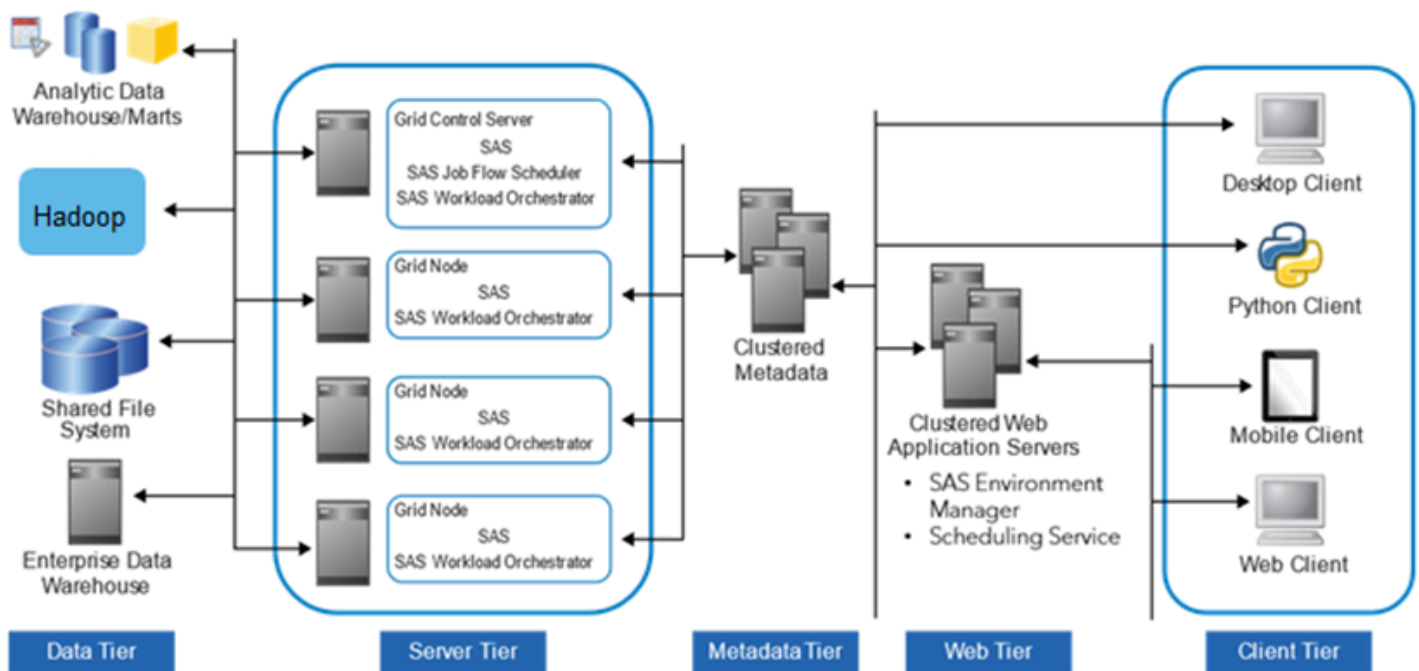 Analytic Data
Warehouse/Marts
Hadoop
Shared File
System
Enterprise Data
Warehouse
Data Tier
Grid Control Server
SAS
SAS Job Flow Scheduler
SAS Workload Orchestrator
Grid Node
SAS
SAS Workload Orchestrator
Grid Node
SAS
SAS Workload Orchestrator
Grid Node
SAS
SAS Workload Orchestrator
Server Tier
Clustered
Metadata
Metadata Tier
Clustered Web
Application Servers
• SAS Environment
Manager
• Scheduling Service
Web Tier
Desktop Client
Python Client
Mobile Client
Web Client
Client Tier